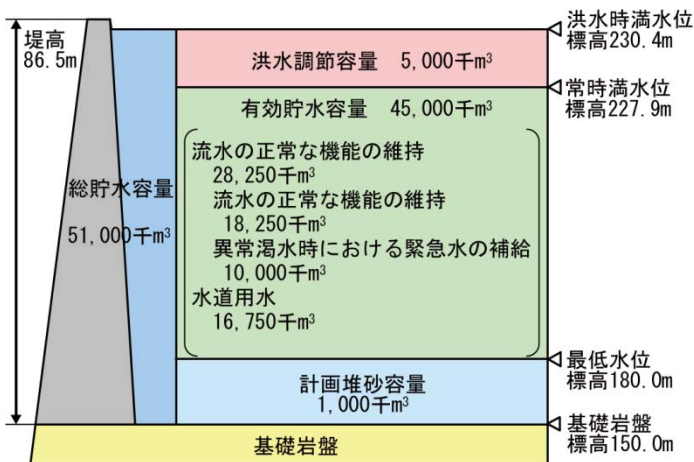 堤高
86.5m
洪水時満水位
標高230.4m
洪水調節容量 5,000千m³
常時満水位
標高227.9m
有効貯水容量 45,000千m³
流水の正常な機能の維持
28,250千m³
流水の正常な機能の維持
18,250千m³
異常渇水時における緊急水の補給
10,000千m³
水道用水
16,750千m³
総貯水容量
51,000千m³
最低水位
標高180.0m
計画堆砂容量
1,000千m³
基礎岩盤
標高150.0m
基礎岩盤